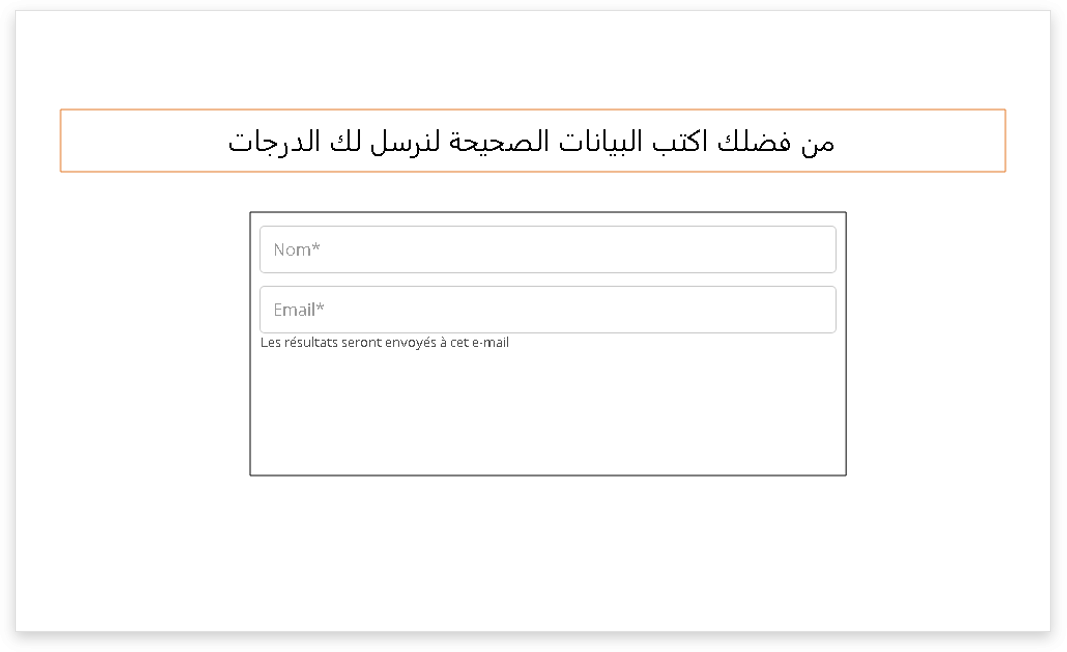 من فضلك اكتب البيانات الصحيحة لنرسل لك الدرجات
Nom*
Email*
Les résultats seront envoyés à cet e-mail